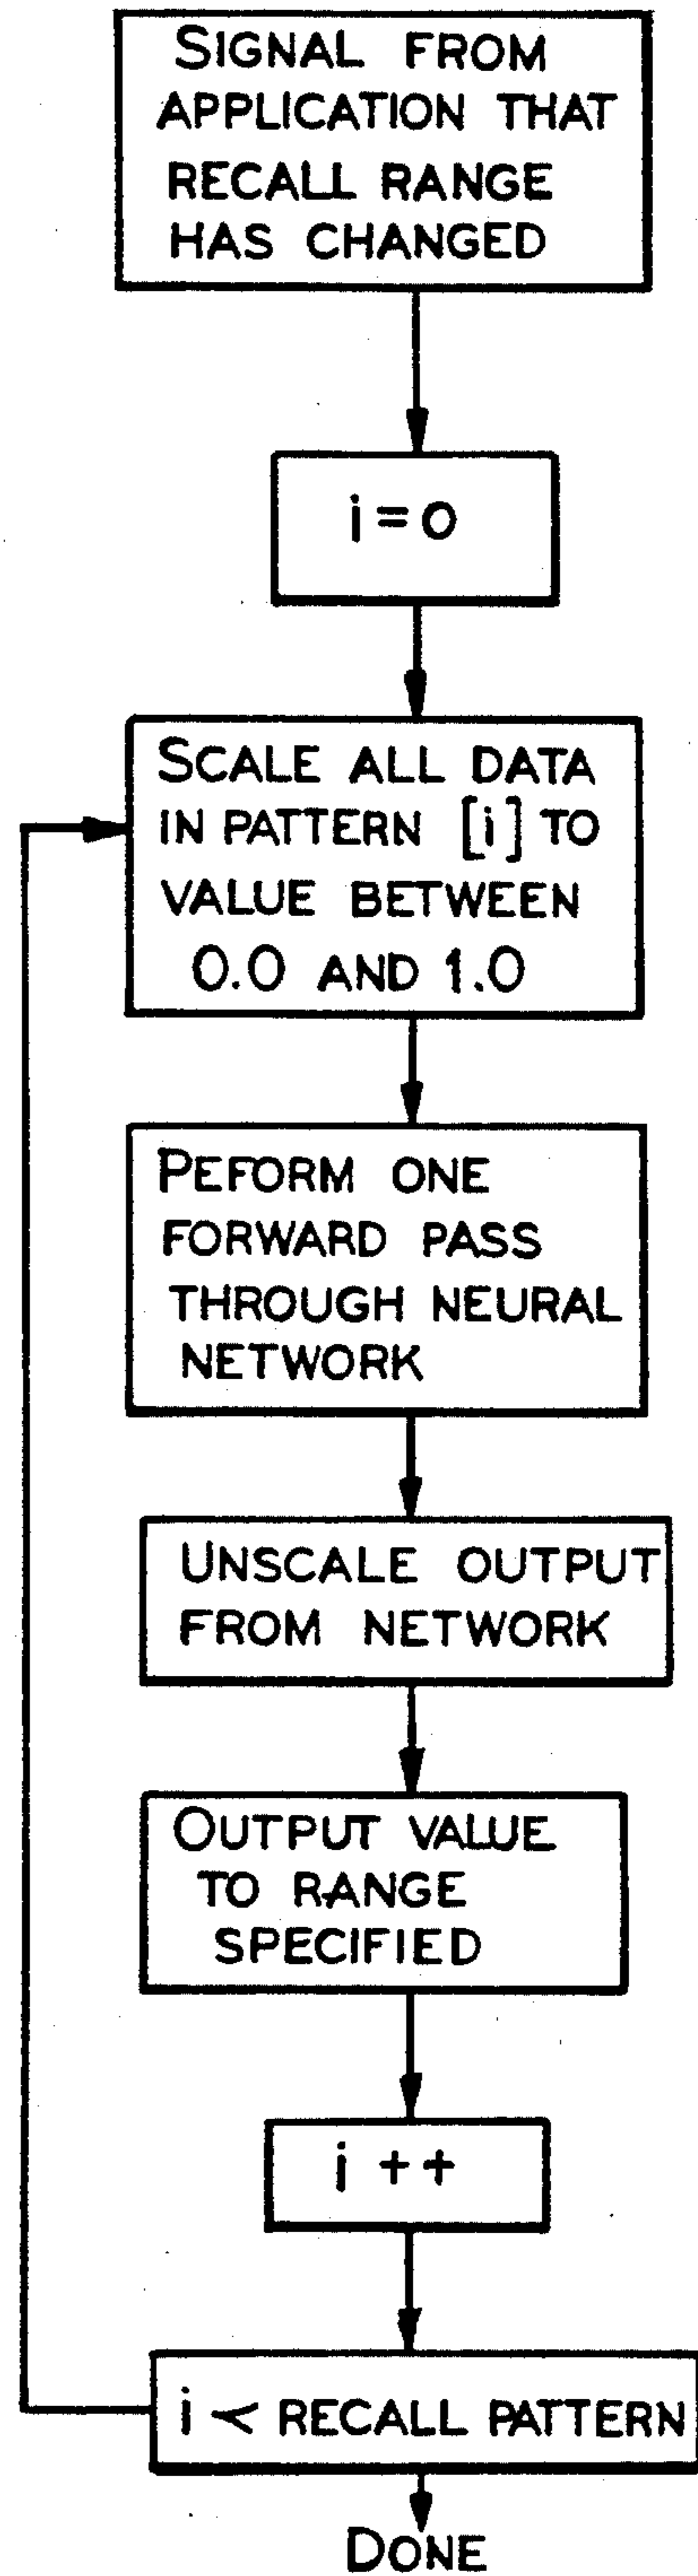 SIGNAL FROM
APPLICATION THAT
RECALL RANGE
HAS CHANGED
i = 0
SCALE ALL DATA
IN PATTERN [i] TO
VALUE BETWEEN
0.0 AND 1.0
PEFORM ONE
FORWARD PASS
THROUGH NEURAL
NETWORK
UNSCALE OUTPUT
FROM NETWORK
OUTPUT VALUE
TO RANGE
SPECIFIED
i ++
i < RECALL PATTERN
DONE